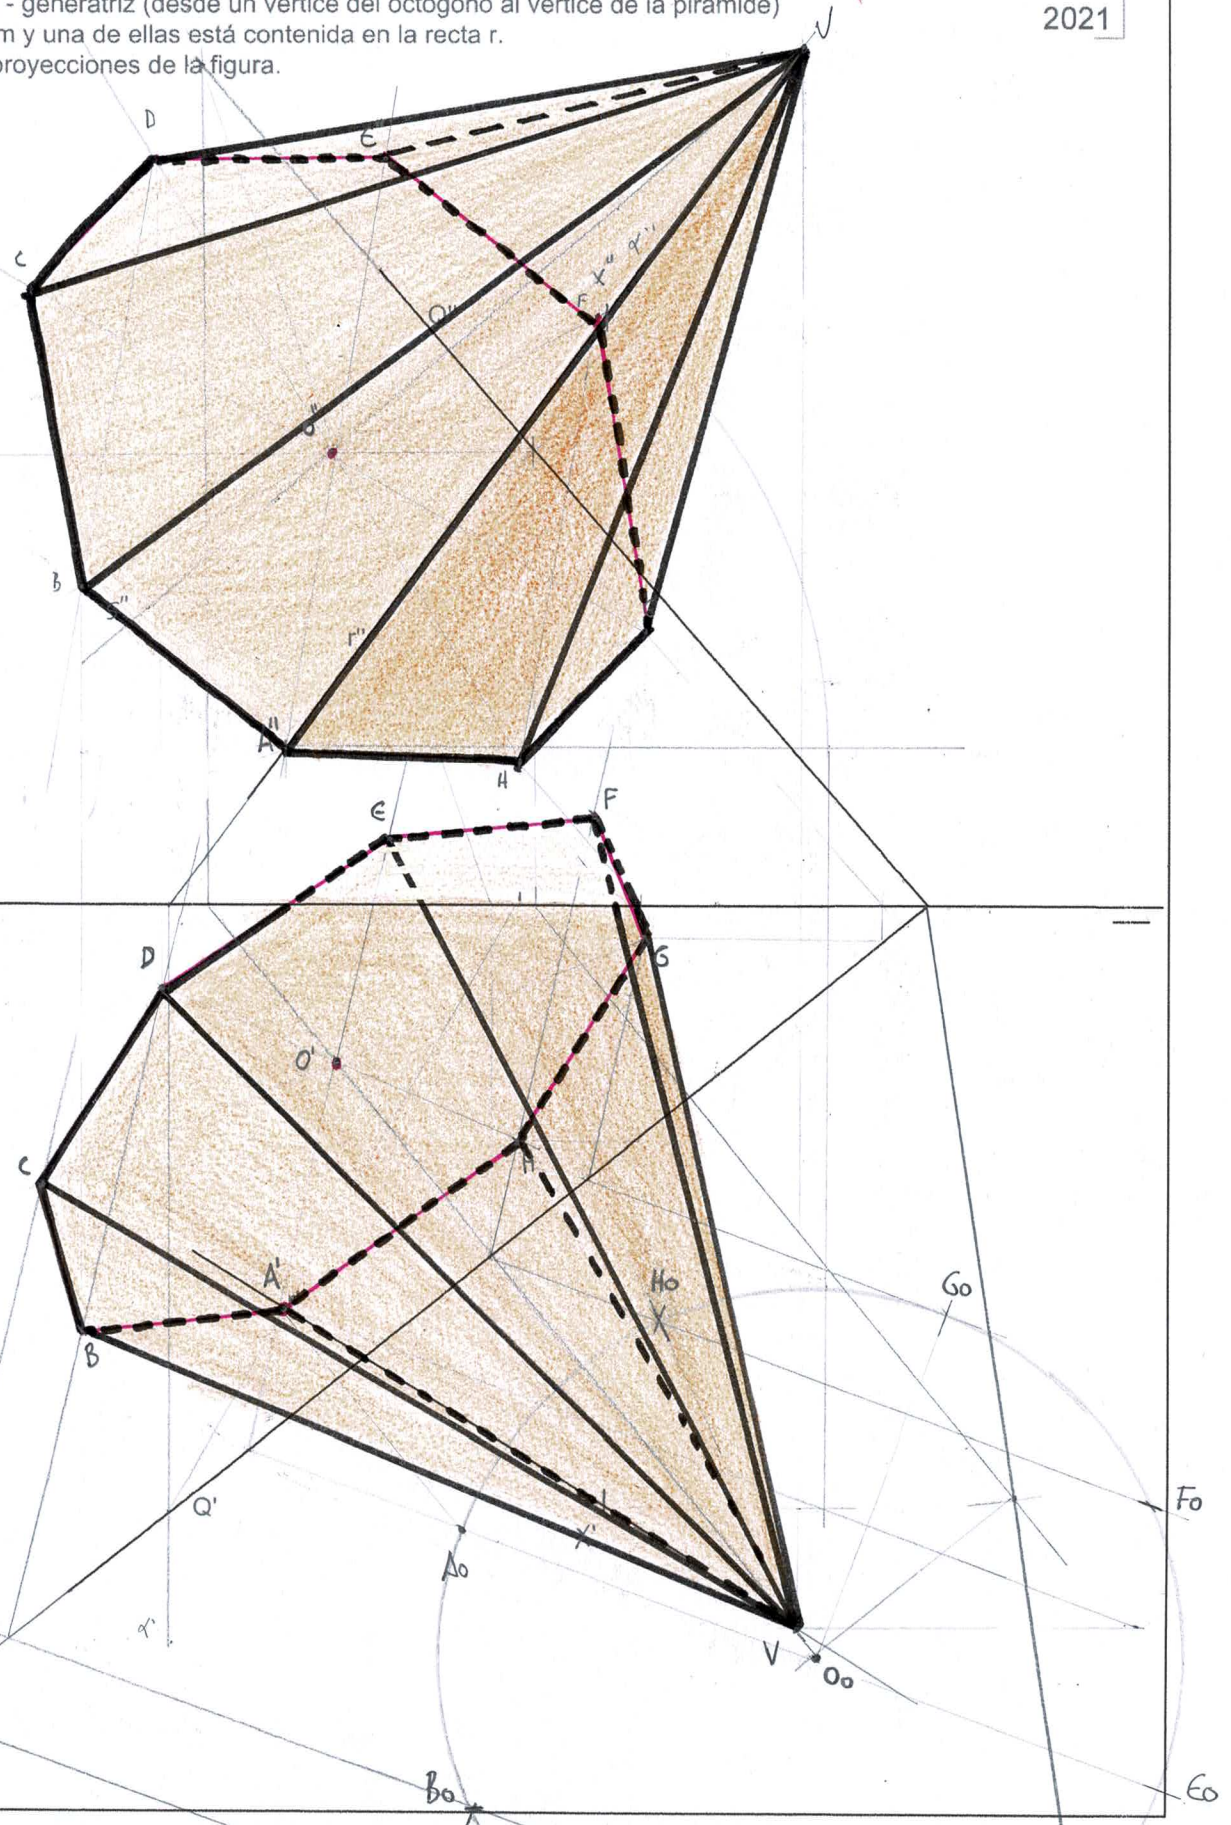 - generatriz (desde un vértice del octógono al vértice de la pirámide)
m y una de ellas está contenida en la recta r.
proyecciones de la figura.
2021
V
D
E
C
X" α"
F
Q"
O"
B
S"
r"
A"
H
E
F
D
G
O'
C
H
A'
Ho
Go
B
Q'
X'
Fo
Ao
α'
V
Oo
Bo
Eo